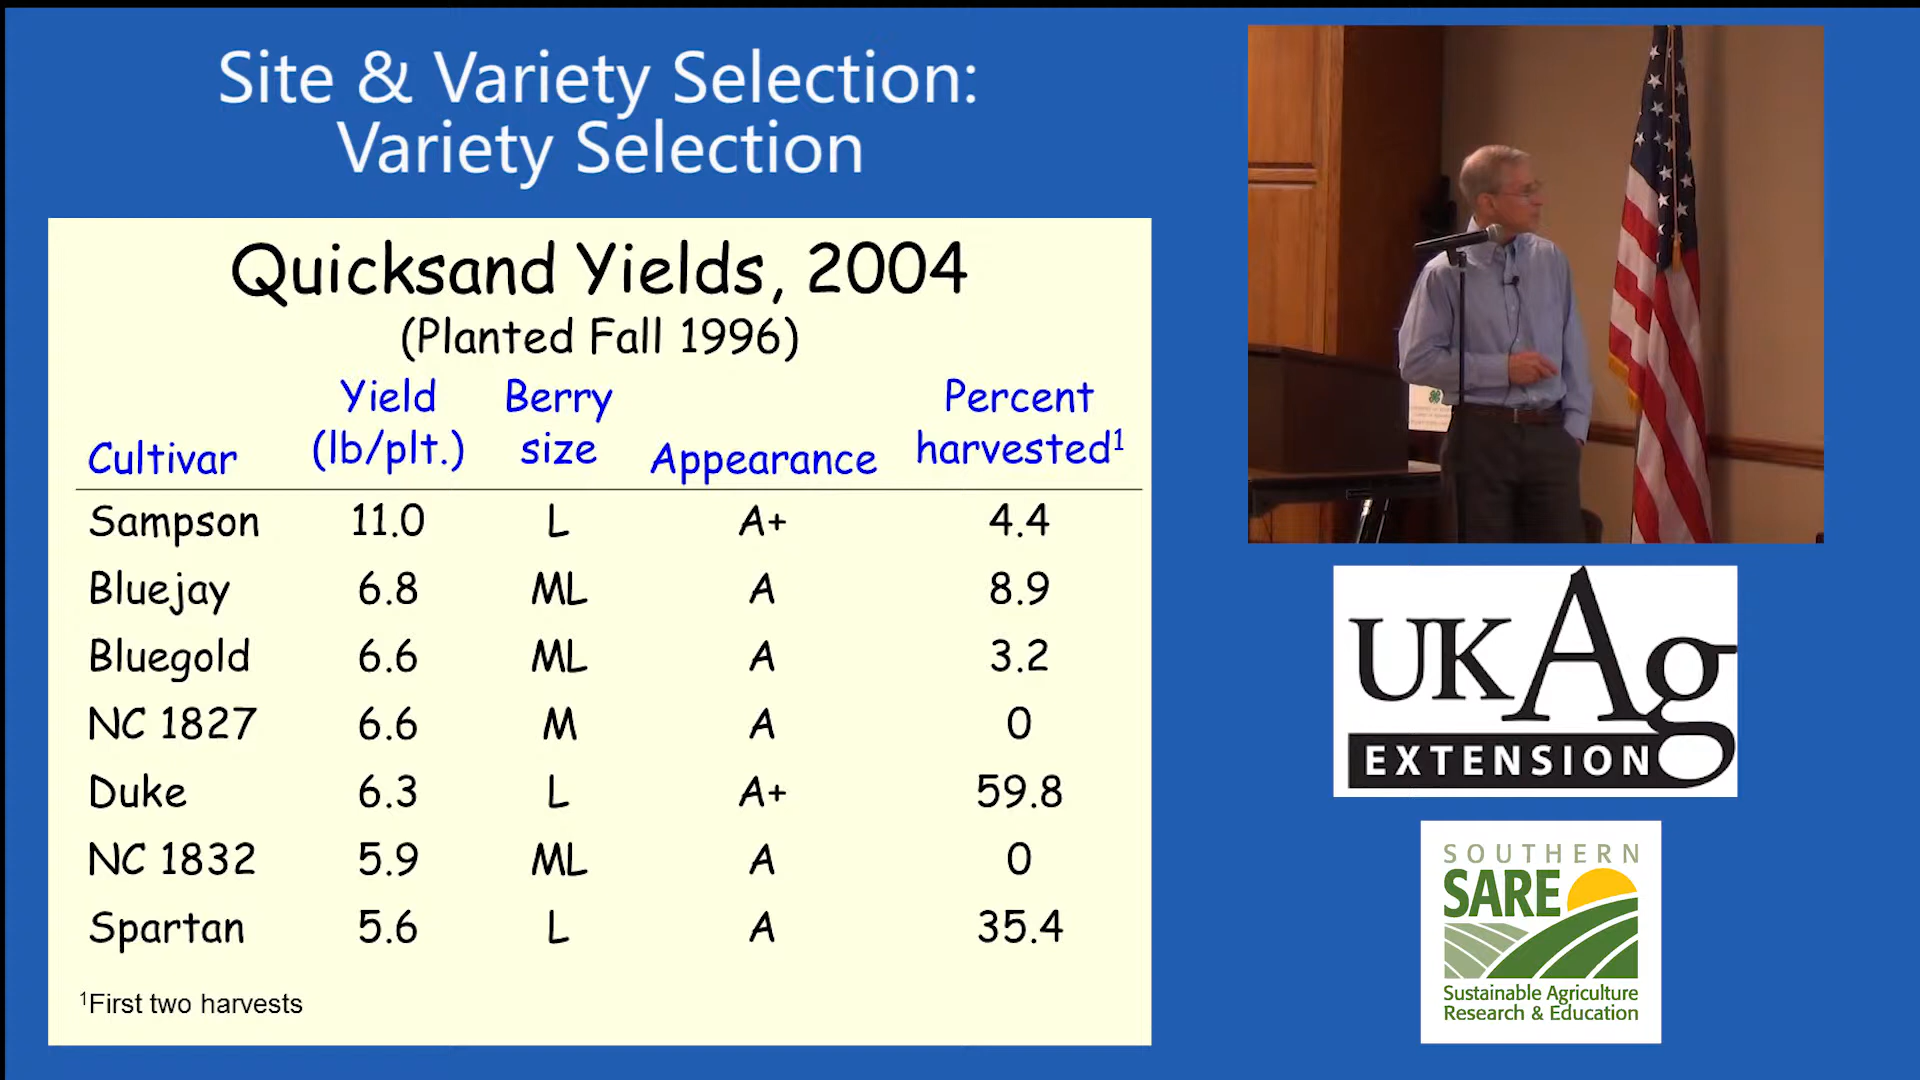 Site & Variety Selection:
Variety Selection
Quicksand Yields, 2004
(Planted Fall 1996)
Cultivar Yield (lb/plt.) Berry size Appearance Percent harvested¹
Sampson 11.0 L A+ 4.4
Bluejay 6.8 ML A 8.9
Bluegold 6.6 ML A 3.2
NC 1827 6.6 M A 0
Duke 6.3 L A+ 59.8
NC 1832 5.9 ML A 0
Spartan 5.6 L A 35.4
¹First two harvests
UKAg
EXTENSION
SOUTHERN
SARE
Sustainable Agriculture
Research & Education